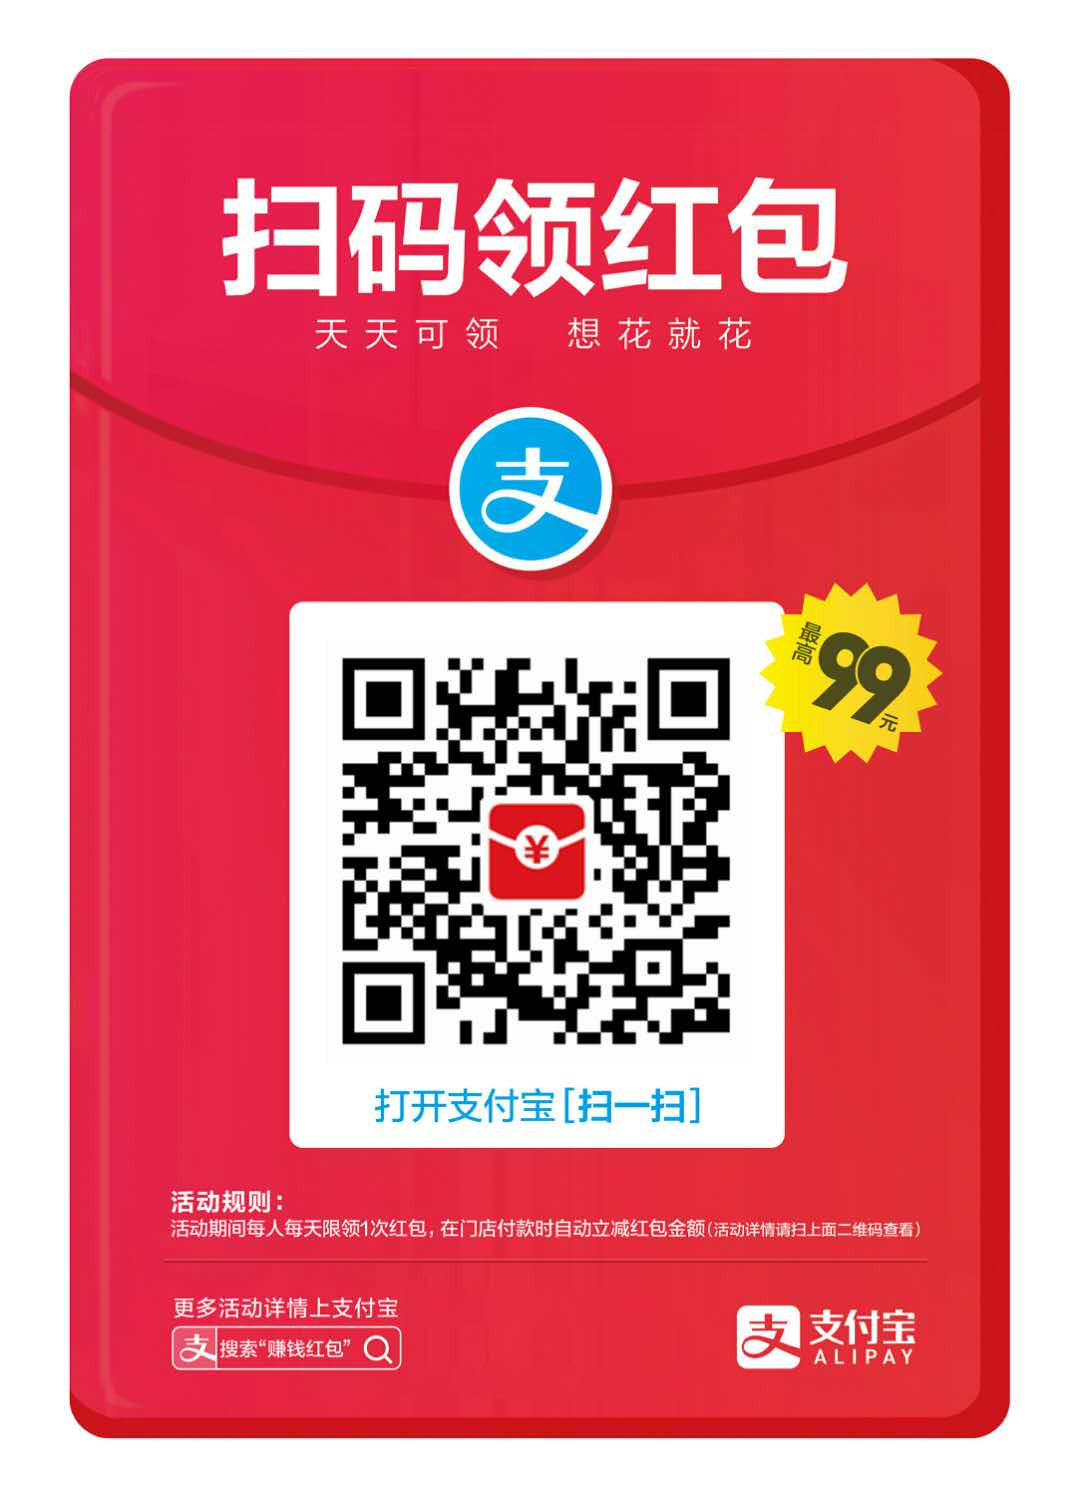 扫码领红包
天天可领 想花就花
支
最高99元
¥
打开支付宝[扫一扫]
活动规则：
活动期间每人每天限领1次红包，在门店付款时自动立减红包金额(活动详情请扫上面二维码查看)
更多活动详情上支付宝
支 搜索“赚钱红包”
支 支付宝
ALIPAY